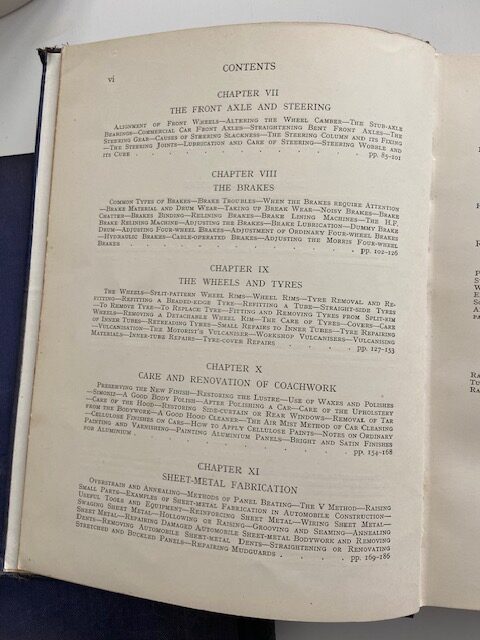 vi
CONTENTS
CHAPTER VII
THE FRONT AXLE AND STEERING
ALIGNMENT OF FRONT WHEELS—ALTERING THE WHEEL CAMBER—THE STUB-AXLE
BEARINGS—COMMERCIAL CAR FRONT AXLES—STRAIGHTENING BENT FRONT AXLES—THE
STEERING GEAR—CAUSES OF STEERING SLACKNESS—THE STEERING COLUMN AND ITS FIXING
—THE STEERING JOINTS—LUBRICATION AND CARE OF STEERING—STEERING WOBBLE AND
ITS CURE . . . . . . . . pp. 85-101
CHAPTER VIII
THE BRAKES
COMMON TYPES OF BRAKES—BRAKE TROUBLES—WHEN THE BRAKES REQUIRE ATTENTION
—BRAKE MATERIAL AND DRUM WEAR—TAKING UP BREAK WEAR—NOISY BRAKES—BRAKE
CHATTER—BRAKES BINDING—RELINING BRAKES—BRAKE LINING MACHINES—THE H.F.
RELINING MACHINE—ADJUSTING THE BRAKES—BRAKE LUBRICATION—DUMMY BRAKE
DRUM—ADJUSTING FOUR-WHEEL BRAKES—ADJUSTMENT OF ORDINARY FOUR-WHEEL BRAKES
—HYDRAULIC BRAKES—CABLE-OPERATED BRAKES—ADJUSTING THE MORRIS FOUR-WHEEL
BRAKES . . . . . . . . pp. 102-126
CHAPTER IX
THE WHEELS AND TYRES
THE WHEELS—SPLIT-PATTERN WHEEL RIMS—WHEEL RIMS—TYRE REMOVAL AND RE-
FITTING—REFITTING A BEADED-EDGE TYRE—REFITTING A TUBE—STRAIGHT-SIDE TYRES
—TO REMOVE TYRE—TO REPLACE TYRE—FITTING AND REMOVING TYRES FROM SPLIT-RIM
WHEELS—REMOVING A DETACHABLE WHEEL RIM—THE CARE OF TYRES—COVERS—CARE
OF INNER TUBES—RETREADING TYRES—SMALL REPAIRS TO INNER TUBES—TYRE REPAIRING
—VULCANISATION—THE MOTORIST'S VULCANISER—WORKSHOP VULCANISERS—VULCANISING
MATERIALS—INNER-TUBE REPAIRS—TYRE-COVER REPAIRS . . . pp. 127-153
CHAPTER X
CARE AND RENOVATION OF COACHWORK
PRESERVING THE NEW FINISH—RESTORING THE LUSTRE—USE OF WAXES AND POLISHES
—SIMONIZ—A GOOD BODY POLISH—AFTER POLISHING A CAR—CARE OF THE UPHOLSTERY
—CARE OF THE HOOD—RESTORING SIDE-CURTAIN OR REAR WINDOWS—REMOVAL OF TAR
FROM THE BODYWORK—A GOOD HOOD CLEANER—THE AIR MIST METHOD OF CAR CLEANING
—CELLULOSE FINISHES ON CARS—HOW TO APPLY CELLULOSE PAINTS—NOTES ON ORDINARY
PAINTING AND VARNISHING—PAINTING ALUMINIUM PANELS—BRIGHT AND SATIN FINISHES
FOR ALUMINIUM . . . . . . . . pp. 154-168
CHAPTER XI
SHEET-METAL FABRICATION
OVERSTRAIN AND ANNEALING—METHODS OF PANEL BEATING—THE V METHOD—RAISING
SMALL PARTS—EXAMPLES OF SHEET-METAL FABRICATION IN AUTOMOBILE CONSTRUCTION—
USEFUL TOOLS AND EQUIPMENT—REINFORCING SHEET METAL—WIRING SHEET METAL—
SWAGING SHEET METAL—HOLLOWING OR RAISING—GROOVING AND SEAMING—ANNEALING
SHEET METAL—REPAIRING DAMAGED AUTOMOBILE SHEET-METAL BODYWORK AND REMOVING
DENTS—REMOVING AUTOMOBILE SHEET-METAL DENTS—STRAIGHTENING OR RENOVATING
STRETCHED AND BUCKLED PANELS—REPAIRING MUDGUARDS . . . pp. 169-186